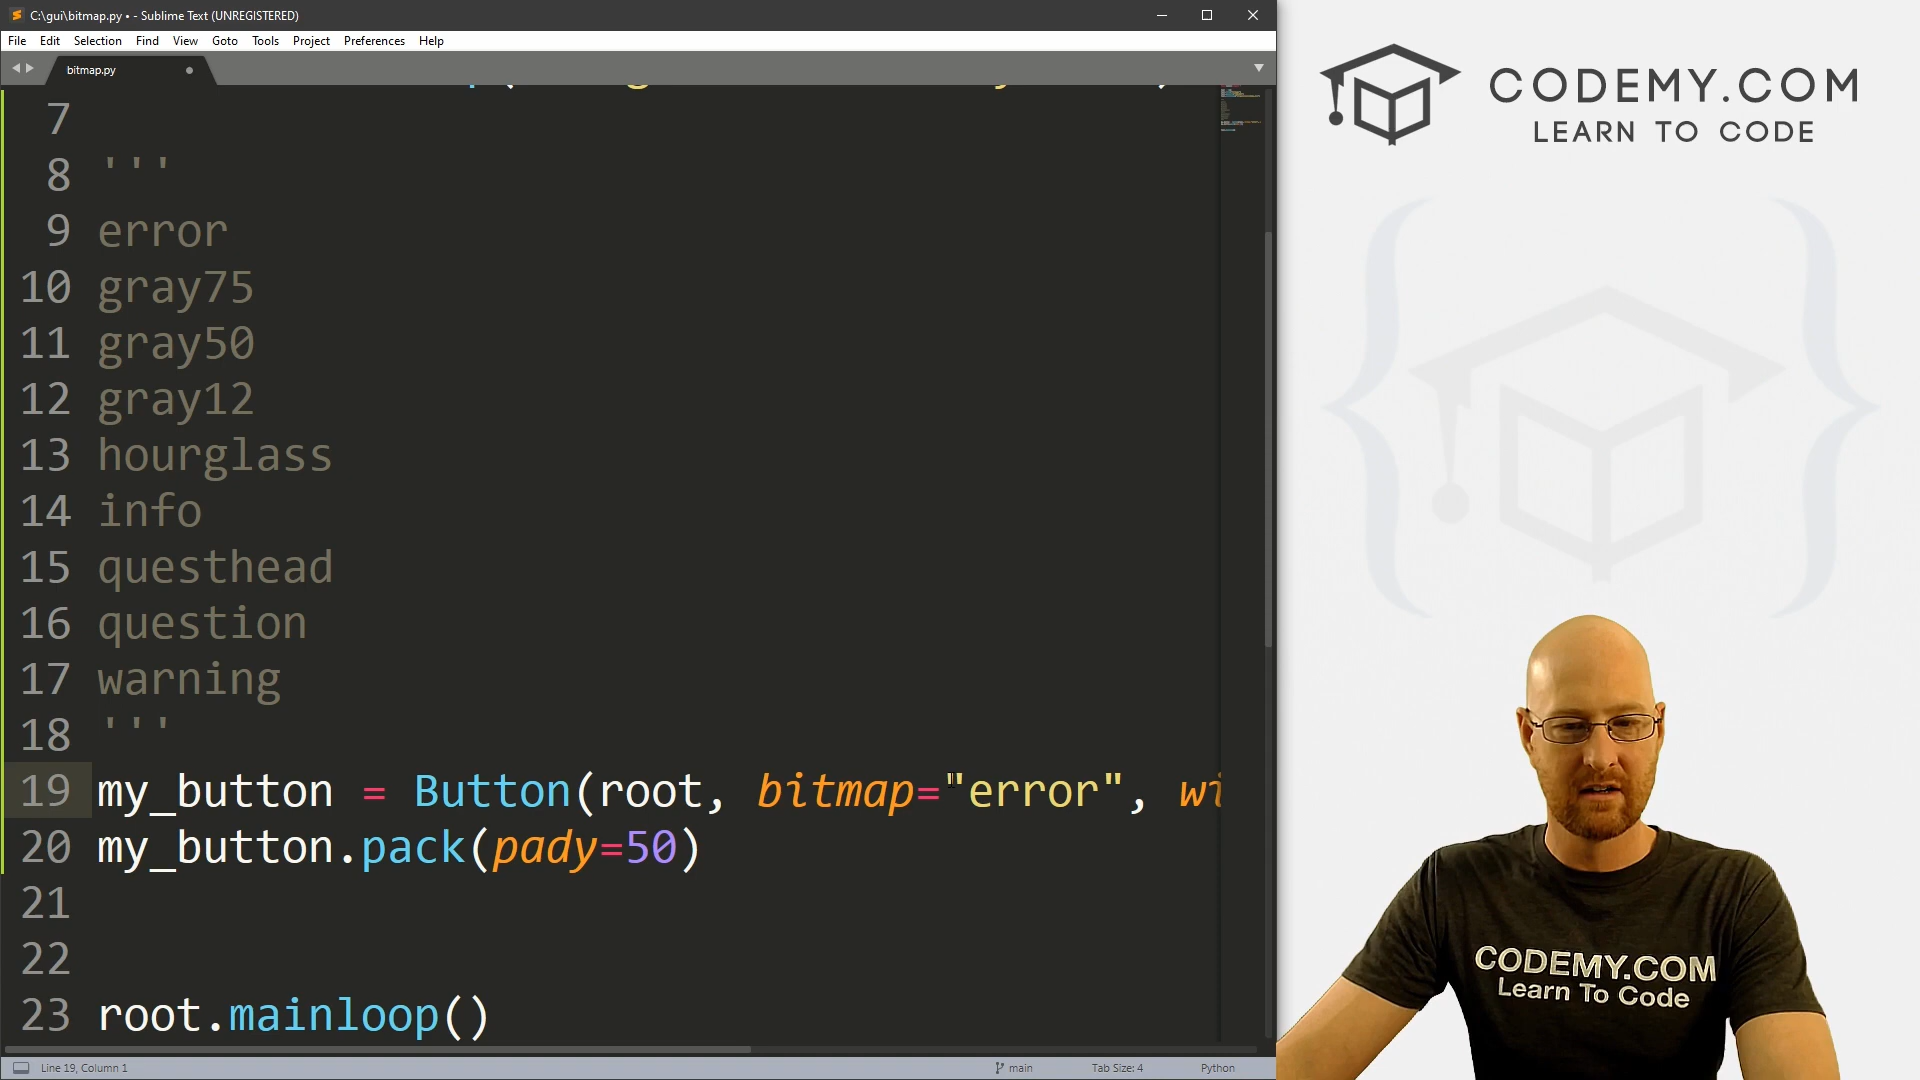 C:\gui\bitmap.py • - Sublime Text (UNREGISTERED)
File Edit Selection Find View Goto Tools Project Preferences Help
bitmap.py
7
8 '''
9 error
10 gray75
11 gray50
12 gray12
13 hourglass
14 info
15 questhead
16 question
17 warning
18 '''
19 my_button = Button(root, bitmap="error", wi
20 my_button.pack(pady=50)
21
22
23 root.mainloop()
Line 19, Column 1
main
Tab Size: 4
Python
CODEMY.COM
LEARN TO CODE
CODEMY.COM
Learn To Code